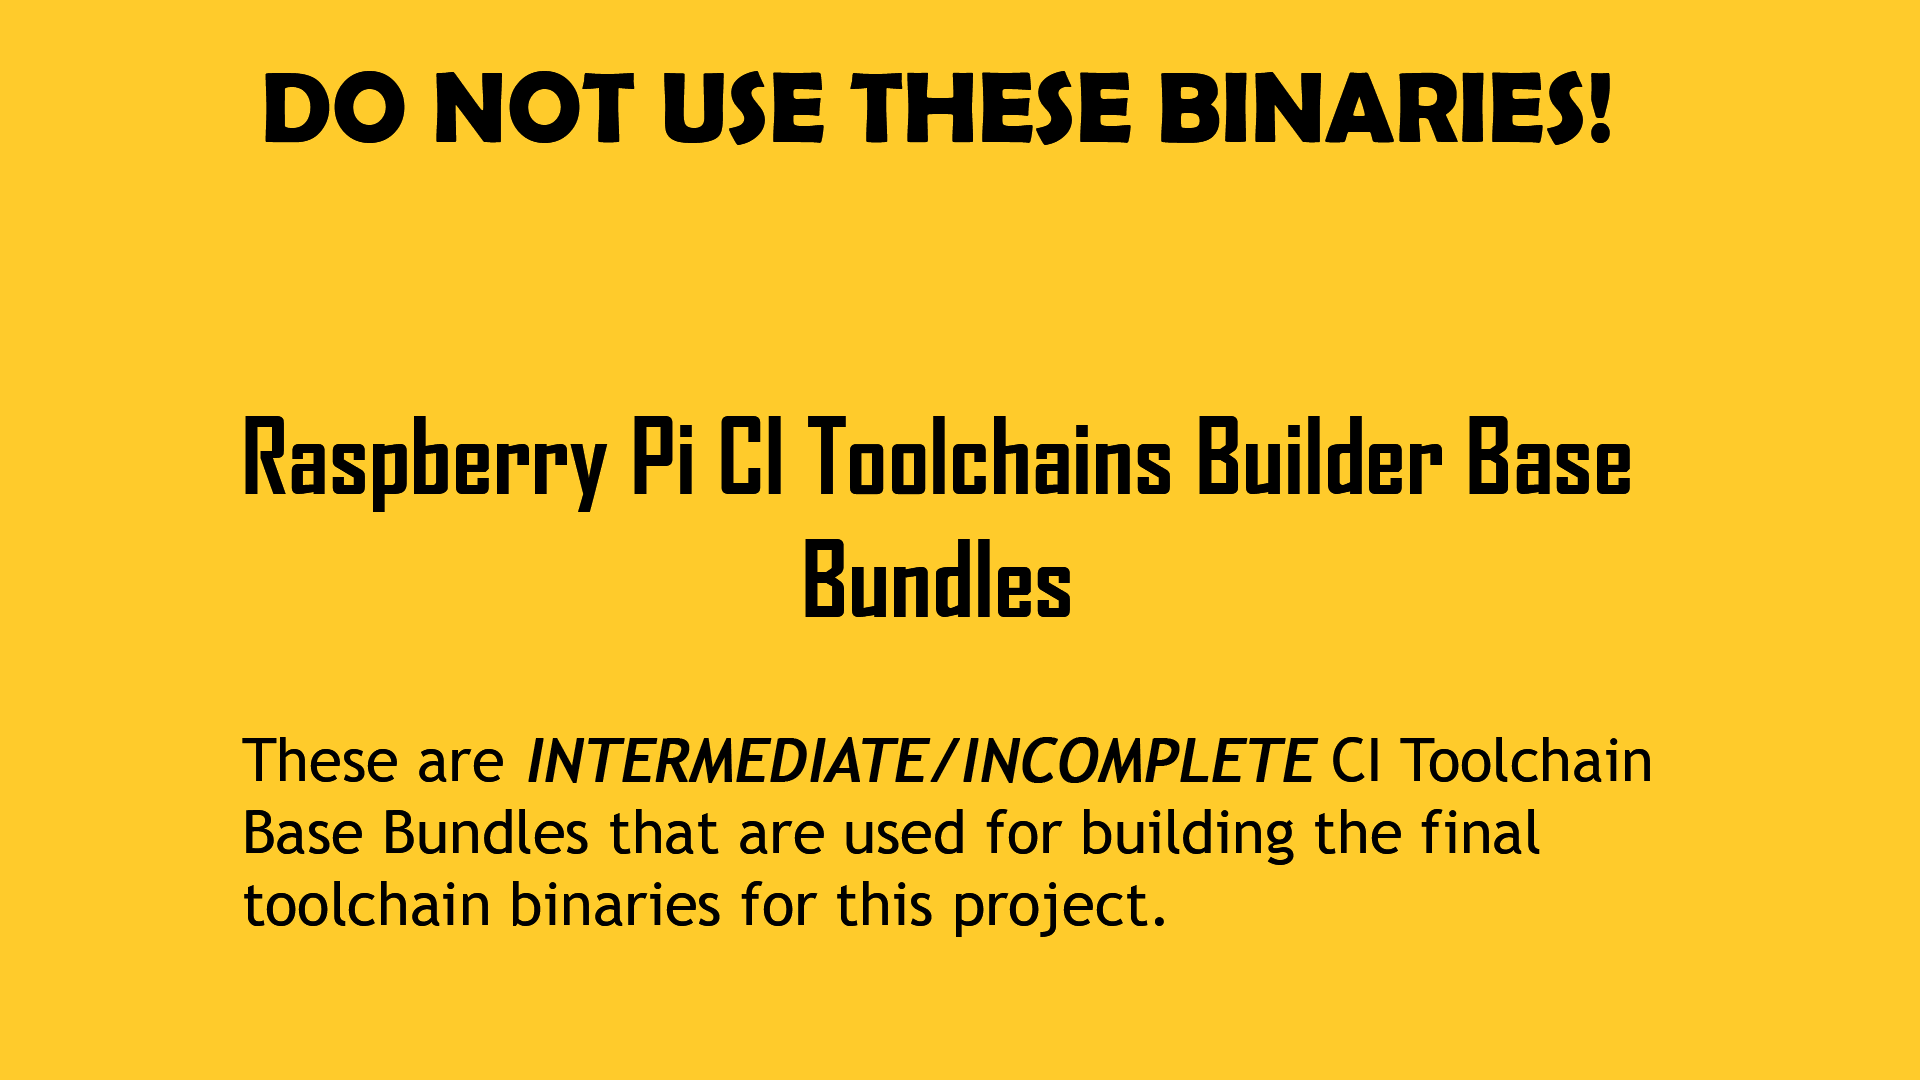 DO NOT USE THESE BINARIES!
Raspberry Pi CI Toolchains Builder Base
Bundles
These are INTERMEDIATE/INCOMPLETE CI Toolchain
Base Bundles that are used for building the final
toolchain binaries for this project.